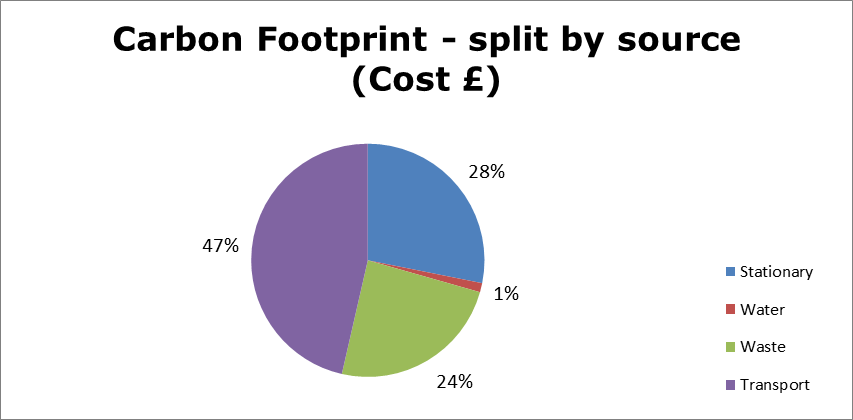 Carbon Footprint - split by source
(Cost £)
28%
47%
1%
24%
Stationary
Water
Waste
Transport